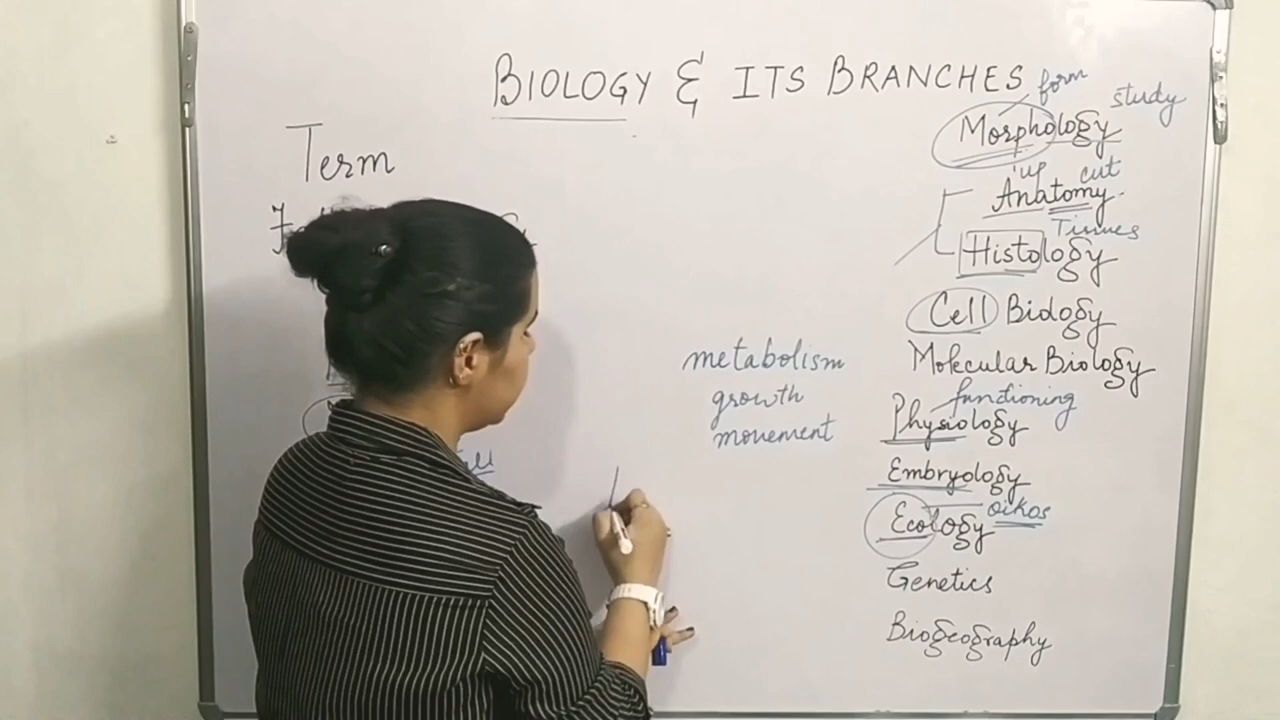 BIOLOGY & ITS BRANCHES
Term
form
study
Morphology
up cut
Anatomy
Tissues
Histology
Cell Biology
metabolism
Molecular Biology
growth
functioning
movement
Physiology
Embryology
oikos
Ecology
Genetics
Biogeography